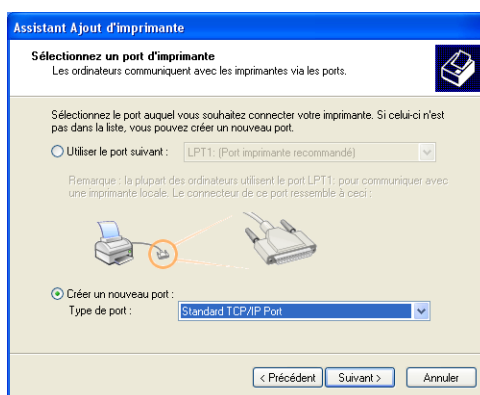 Assistant Ajout d'imprimante
Sélectionnez un port d'imprimante
Les ordinateurs communiquent avec les imprimantes via les ports.
Sélectionnez le port auquel vous souhaitez connecter votre imprimante. Si celui-ci n'est
pas dans la liste, vous pouvez créer un nouveau port.
Utiliser le port suivant : LPT1: (Port imprimante recommandé)
Remarque : la plupart des ordinateurs utilisent le port LPT1: pour communiquer avec
une imprimante locale. Le connecteur de ce port ressemble à ceci :
Créer un nouveau port :
Type de port : Standard TCP/IP Port
< Précédent Suivant > Annuler